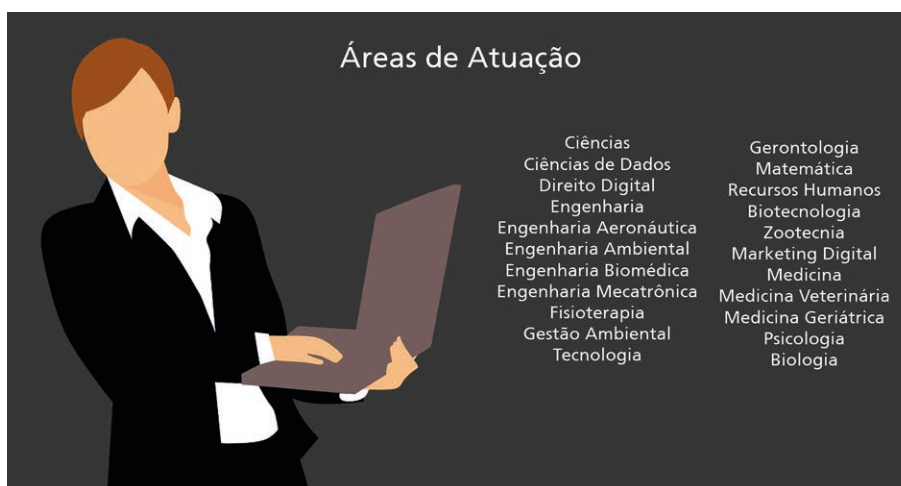 Áreas de Atuação
Ciências
Ciências de Dados
Direito Digital
Engenharia
Engenharia Aeronáutica
Engenharia Ambiental
Engenharia Biomédica
Engenharia Mecatrônica
Fisioterapia
Gestão Ambiental
Tecnologia
Gerontologia
Matemática
Recursos Humanos
Biotecnologia
Zootecnia
Marketing Digital
Medicina
Medicina Veterinária
Medicina Geriátrica
Psicologia
Biologia